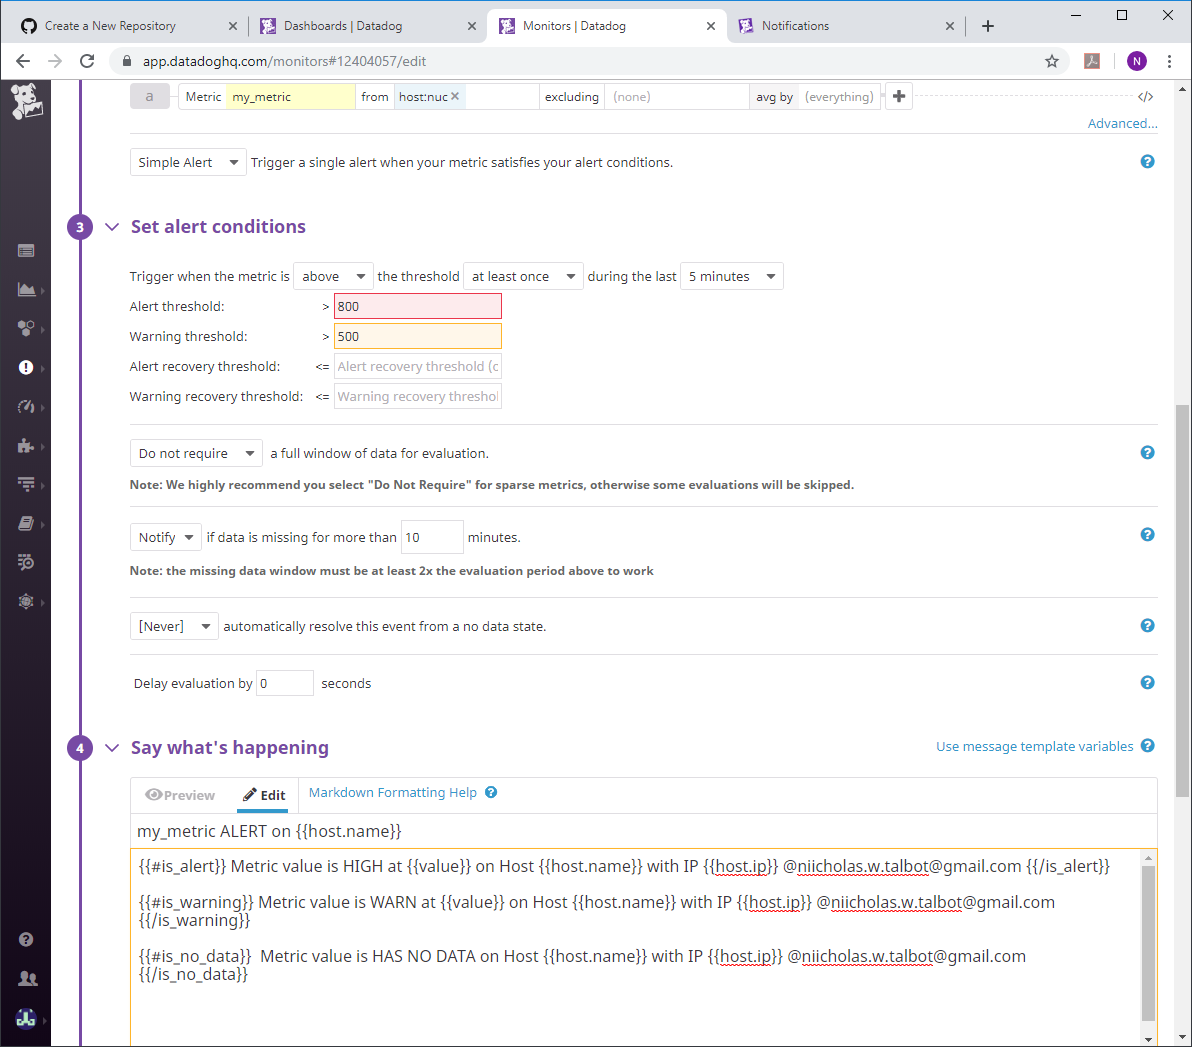 Create a New Repository
Dashboards | Datadog
Monitors | Datadog
Notifications
app.datadoghq.com/monitors#12404057/edit
N
a Metric my_metric from host:nuc × excluding (none) avg by (everything) + </>
Advanced...
Simple Alert Trigger a single alert when your metric satisfies your alert conditions.
3 Set alert conditions
Trigger when the metric is above the threshold at least once during the last 5 minutes
Alert threshold: > 800
Warning threshold: > 500
Alert recovery threshold: <= Alert recovery threshold (c
Warning recovery threshold: <= Warning recovery threshol
Do not require a full window of data for evaluation.
Note: We highly recommend you select "Do Not Require" for sparse metrics, otherwise some evaluations will be skipped.
Notify if data is missing for more than 10 minutes.
Note: the missing data window must be at least 2x the evaluation period above to work
[Never] automatically resolve this event from a no data state.
Delay evaluation by 0 seconds
4 Say what's happening
Use message template variables
Preview Edit Markdown Formatting Help
my_metric ALERT on {{host.name}}
{{#is_alert}} Metric value is HIGH at {{value}} on Host {{host.name}} with IP {{host.ip}} @niicholas.w.talbot@gmail.com {{/is_alert}}
{{#is_warning}} Metric value is WARN at {{value}} on Host {{host.name}} with IP {{host.ip}} @niicholas.w.talbot@gmail.com
{{/is_warning}}
{{#is_no_data}}  Metric value is HAS NO DATA on Host {{host.name}} with IP {{host.ip}} @niicholas.w.talbot@gmail.com
{{/is_no_data}}